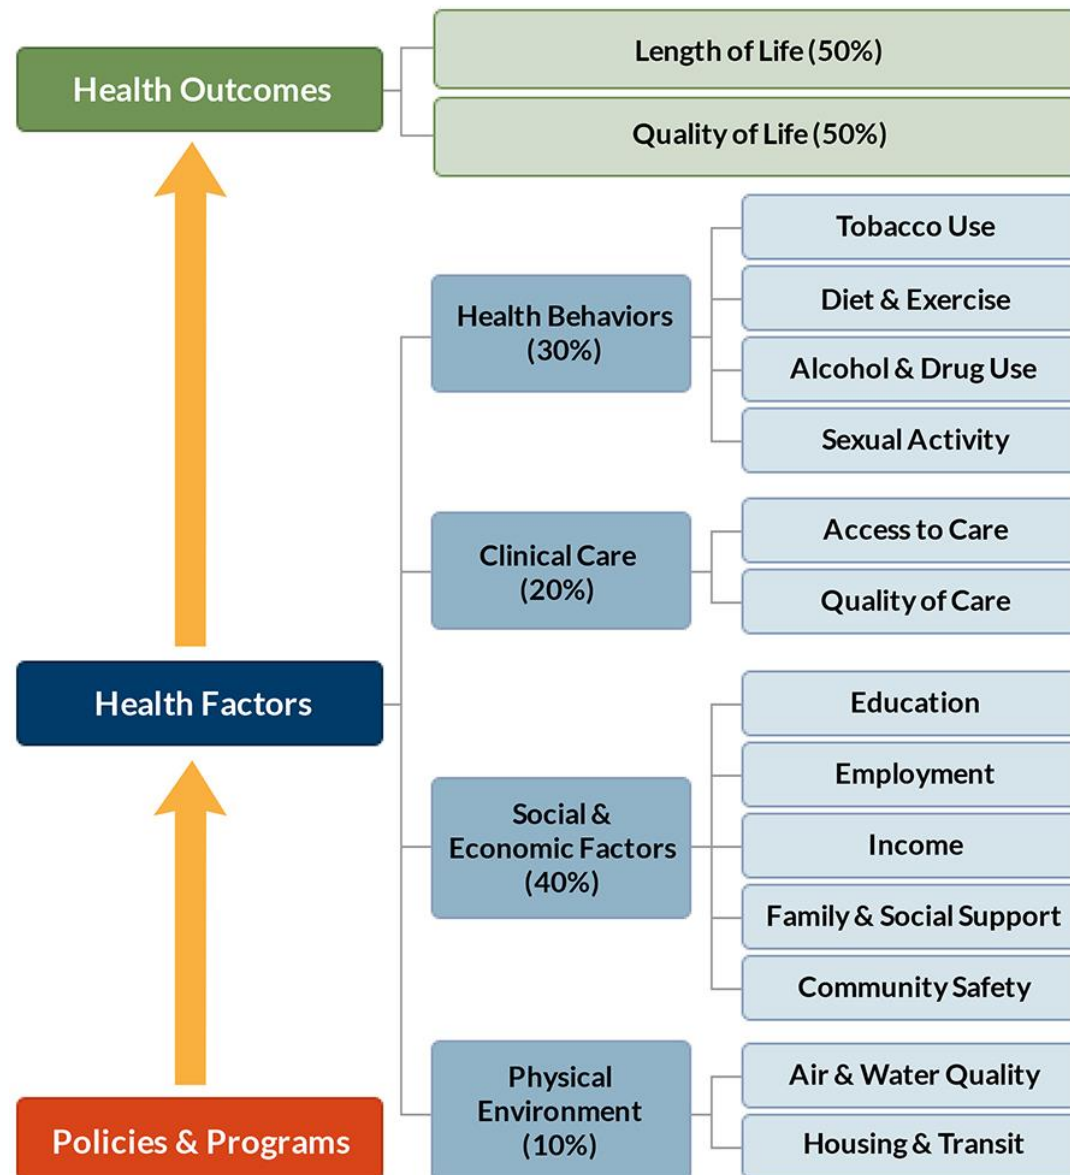 Health Outcomes
Length of Life (50%)
Quality of Life (50%)
Health Factors
Health Behaviors
(30%)
Tobacco Use
Diet & Exercise
Alcohol & Drug Use
Sexual Activity
Clinical Care
(20%)
Access to Care
Quality of Care
Social &
Economic Factors
(40%)
Education
Employment
Income
Family & Social Support
Community Safety
Physical
Environment
(10%)
Air & Water Quality
Housing & Transit
Policies & Programs